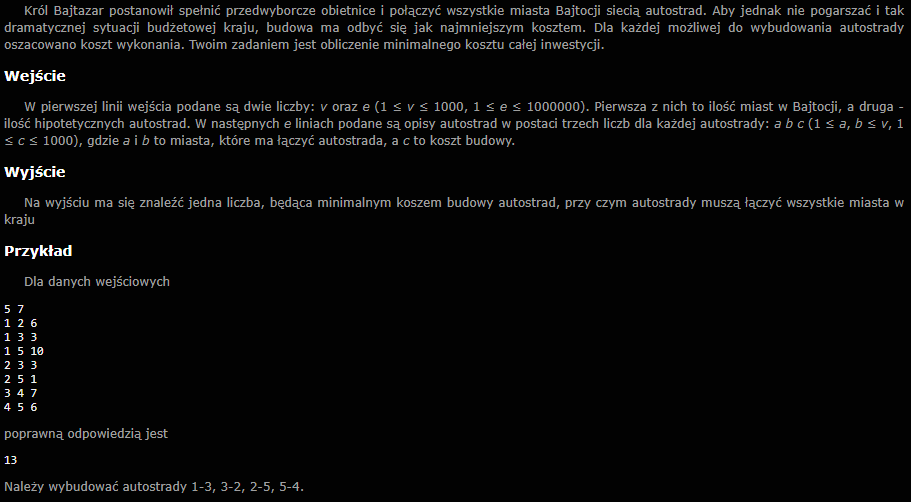 Król Bajtazar postanowił spełnić przedwyborcze obietnice i połączyć wszystkie miasta Bajtocji siecią autostrad. Aby jednak nie pogarszać i tak
dramatycznej sytuacji budżetowej kraju, budowa ma odbyć się jak najmniejszym kosztem. Dla każdej możliwej do wybudowania autostrady
oszacowano koszt wykonania. Twoim zadaniem jest obliczenie minimalnego kosztu całej inwestycji.
Wejście
W pierwszej linii wejścia podane są dwie liczby: v oraz e (1 ≤ v ≤ 1000, 1 ≤ e ≤ 1000000). Pierwsza z nich to ilość miast w Bajtocji, a druga -
ilość hipotetycznych autostrad. W następnych e liniach podane są opisy autostrad w postaci trzech liczb dla każdej autostrady: a b c (1 ≤ a, b ≤ v, 1
≤ c ≤ 1000), gdzie a i b to miasta, które ma łączyć autostrada, a c to koszt budowy.
Wyjście
Na wyjściu ma się znaleźć jedna liczba, będąca minimalnym koszem budowy autostrad, przy czym autostrady muszą łączyć wszystkie miasta w
kraju
Przykład
Dla danych wejściowych
5 7
1 2 6
1 3 3
1 5 10
2 3 3
2 5 1
3 4 7
4 5 6
poprawną odpowiedzią jest
13
Należy wybudować autostrady 1-3, 3-2, 2-5, 5-4.